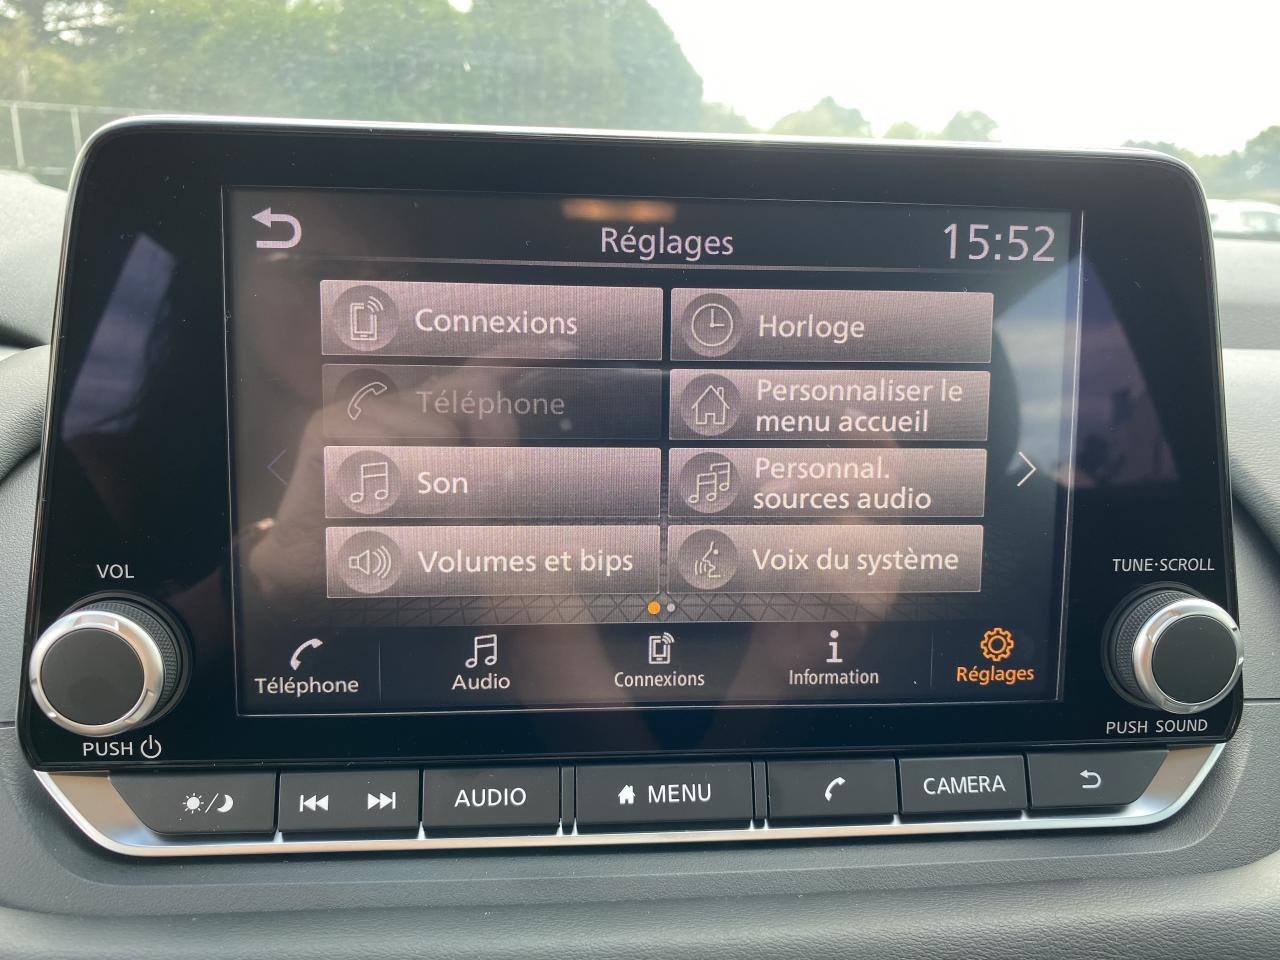 Réglages
15:52
Connexions
Horloge
Téléphone
Personnaliser le
menu accueil
Son
Personnal.
sources audio
Volumes et bips
Voix du système
VOL
PUSH
TUNE·SCROLL
PUSH SOUND
Téléphone
Audio
Connexions
Information
Réglages
AUDIO
MENU
CAMERA